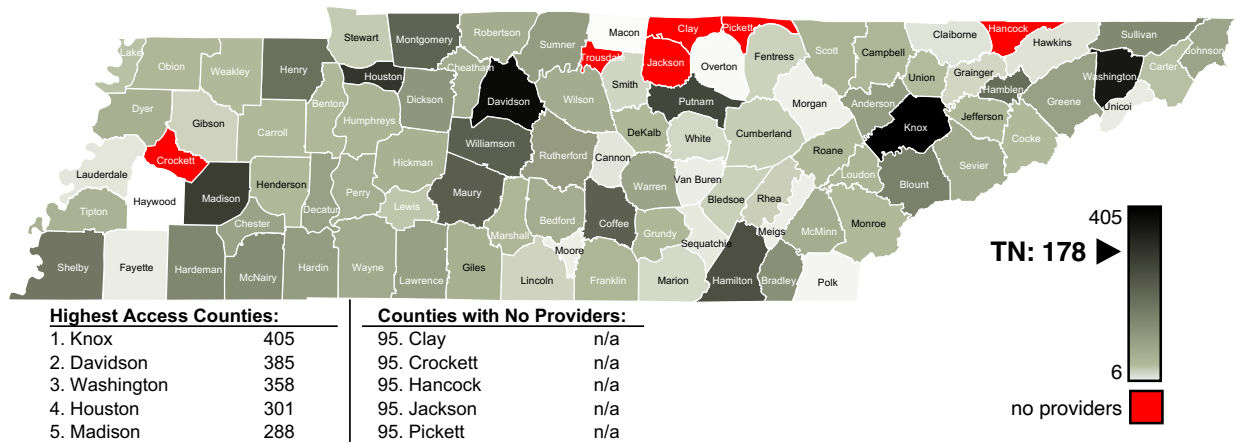 Stewart
Montgomery
Robertson
Sumner
Macon
Clay
Pickett
Trousdale
Jackson
Overton
Fentress
Scott
Campbell
Claiborne
Hancock
Hawkins
Sullivan
Johnson
Lake
Obion
Weakley
Henry
Houston
Cheatham
Davidson
Wilson
Smith
Putnam
Morgan
Anderson
Union
Grainger
Hamblen
Washington
Carter
Unicoi
Greene
Dyer
Gibson
Carroll
Benton
Humphreys
Dickson
Williamson
Rutherford
DeKalb
White
Cumberland
Roane
Knox
Jefferson
Cocke
Sevier
Crockett
Lauderdale
Haywood
Madison
Henderson
Decatur
Perry
Hickman
Maury
Cannon
Warren
Van Buren
Bledsoe
Rhea
Loudon
Blount
Monroe
Tipton
Chester
Lewis
Marshall
Bedford
Coffee
Grundy
Sequatchie
Meigs
McMinn
Shelby
Fayette
Hardeman
McNairy
Hardin
Wayne
Lawrence
Giles
Lincoln
Moore
Franklin
Marion
Hamilton
Bradley
Polk
405
TN: 178
6
no providers
Highest Access Counties:
1. Knox 405
2. Davidson 385
3. Washington 358
4. Houston 301
5. Madison 288
Counties with No Providers:
95. Clay n/a
95. Crockett n/a
95. Hancock n/a
95. Jackson n/a
95. Pickett n/a